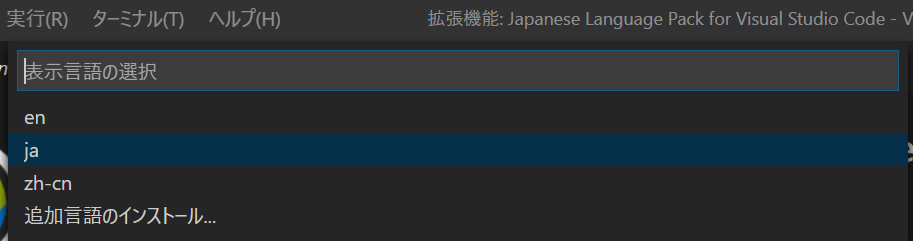 実行(R) ターミナル(T) ヘルプ(H) 拡張機能: Japanese Language Pack for Visual Studio Code - V
表示言語の選択
en
ja
zh-cn
追加言語のインストール...